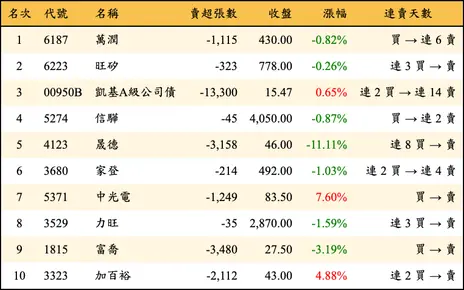 名次 代號 名稱 賣超張數 收盤 漲幅 連賣天數
1 6187 萬潤 -1,115 430.00 -0.82% 買 → 連 6 賣
2 6223 旺矽 -323 778.00 -0.26% 連 3 買 → 賣
3 00950B 凱基A級公司債 -13,300 15.47 0.65% 連 2 買 → 連 14 賣
4 5274 信驊 -45 4,050.00 -0.87% 買 → 連 2 賣
5 4123 晟德 -3,158 46.00 -11.11% 連 8 買 → 賣
6 3680 家登 -214 492.00 -1.03% 連 2 買 → 連 4 賣
7 5371 中光電 -1,249 83.50 7.60% 買 → 賣
8 3529 力旺 -35 2,870.00 -1.59% 連 3 買 → 賣
9 1815 富喬 -3,480 27.50 -3.19% 買 → 賣
10 3323 加百裕 -2,112 43.00 4.88% 連 2 買 → 賣